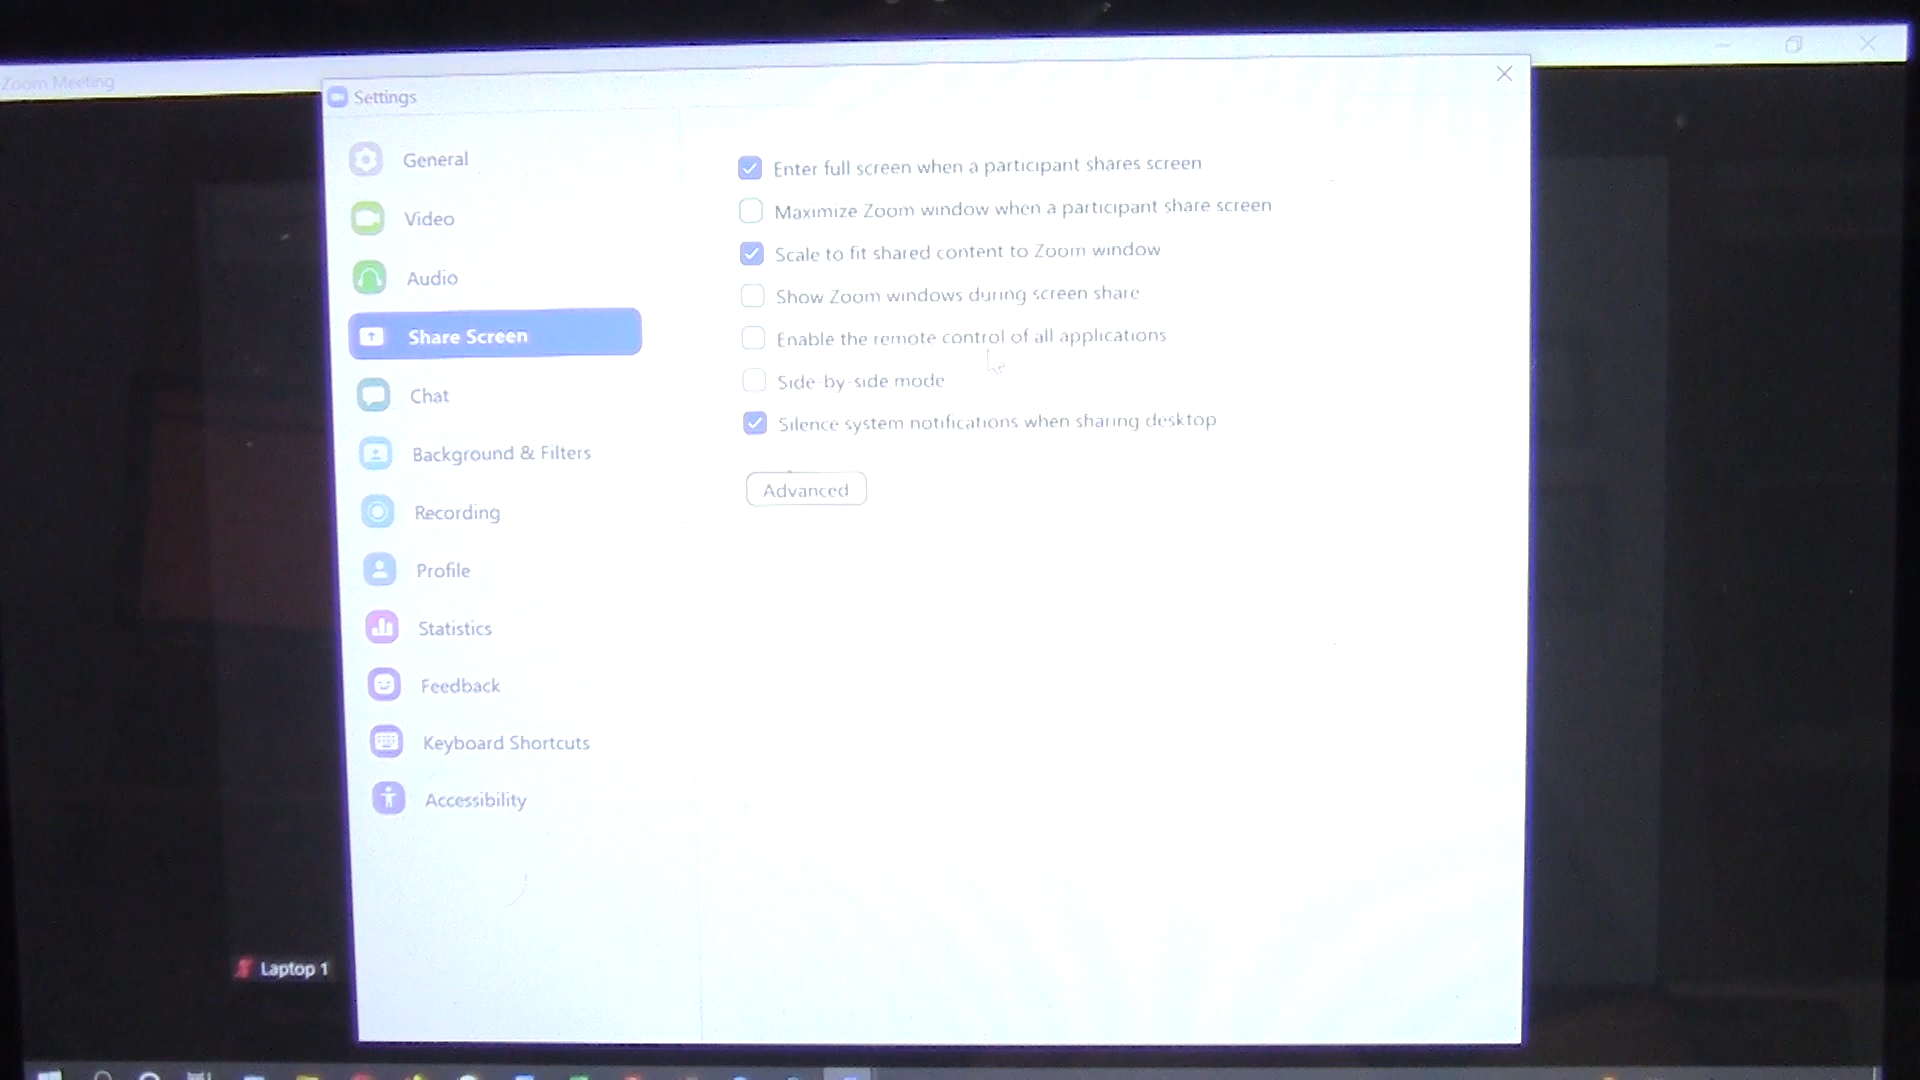 Zoom Meeting
Settings
General
Video
Audio
Share Screen
Chat
Background & Filters
Recording
Profile
Statistics
Feedback
Keyboard Shortcuts
Accessibility
Enter full screen when a participant shares screen
Maximize Zoom window when a participant share screen
Scale to fit shared content to Zoom window
Show Zoom windows during screen share
Enable the remote control of all applications
Side-by-side mode
Silence system notifications when sharing desktop
Advanced
Laptop 1